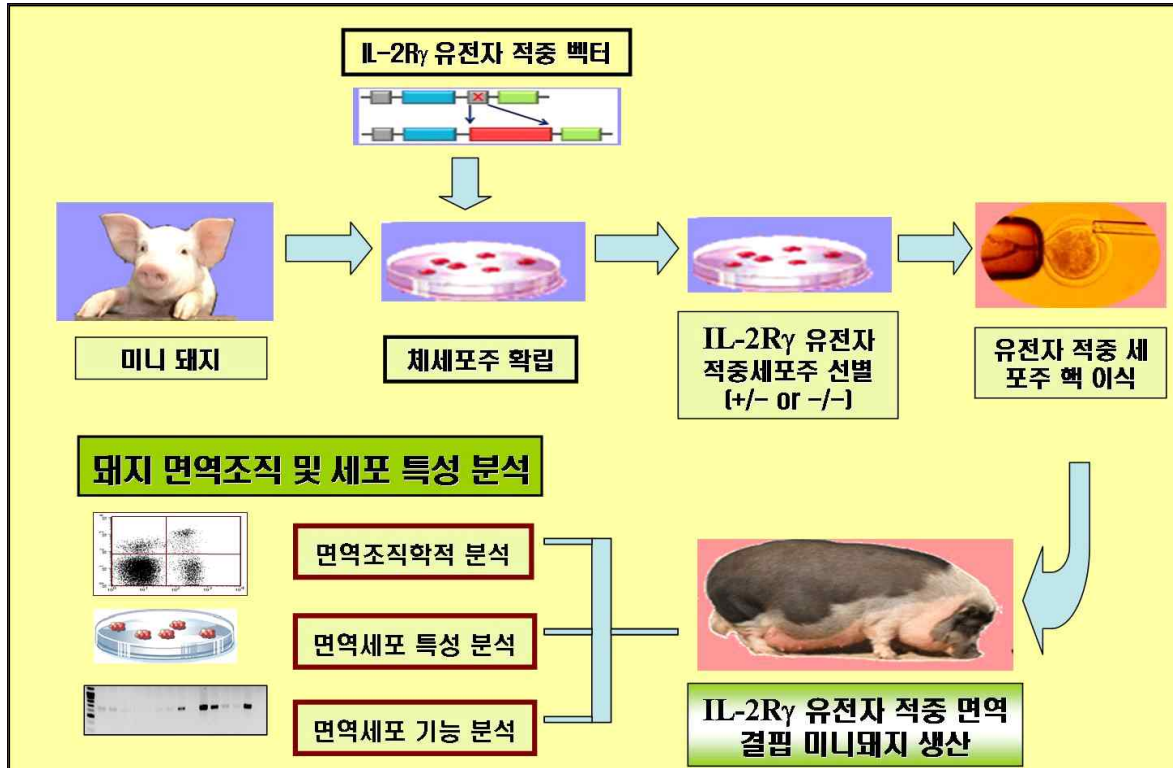 IL-2Rγ 유전자 적중 벡터
미니 돼지
체세포주 확립
IL-2Rγ 유전자
적중세포주 선별
(+/- or -/-)
유전자 적중 세
포주 핵 이식
돼지 면역조직 및 세포 특성 분석
면역조직학적 분석
면역세포 특성 분석
면역세포 기능 분석
IL-2Rγ 유전자 적중 면역
결핍 미니돼지 생산